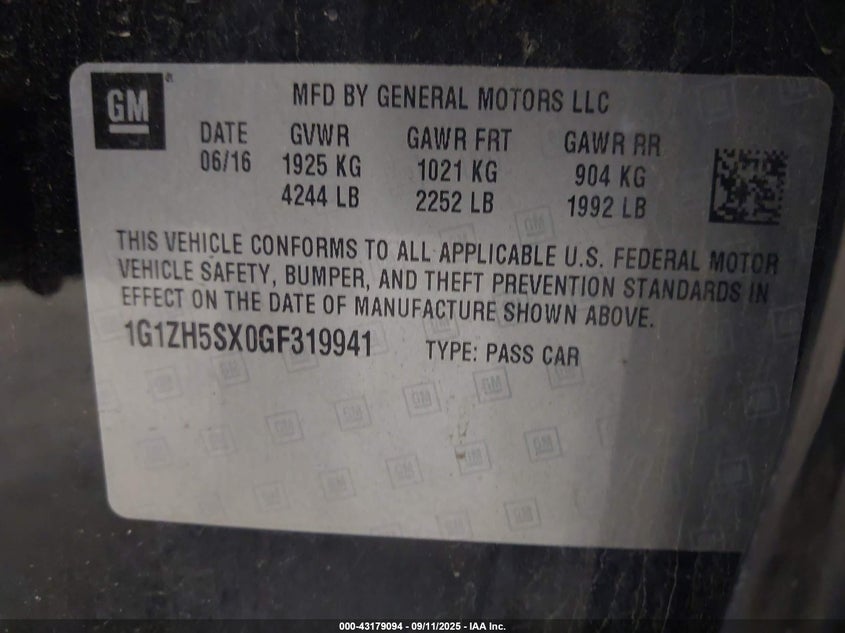 GM ®
MFD BY GENERAL MOTORS LLC
DATE GVWR GAWR FRT GAWR RR
06/16 1925 KG 1021 KG 904 KG
4244 LB 2252 LB 1992 LB
THIS VEHICLE CONFORMS TO ALL APPLICABLE U.S. FEDERAL MOTOR
VEHICLE SAFETY, BUMPER, AND THEFT PREVENTION STANDARDS IN
EFFECT ON THE DATE OF MANUFACTURE SHOWN ABOVE.
1G1ZH5SX0GF319941 TYPE: PASS CAR
000-43179094 - 09/11/2025 - IAA Inc.